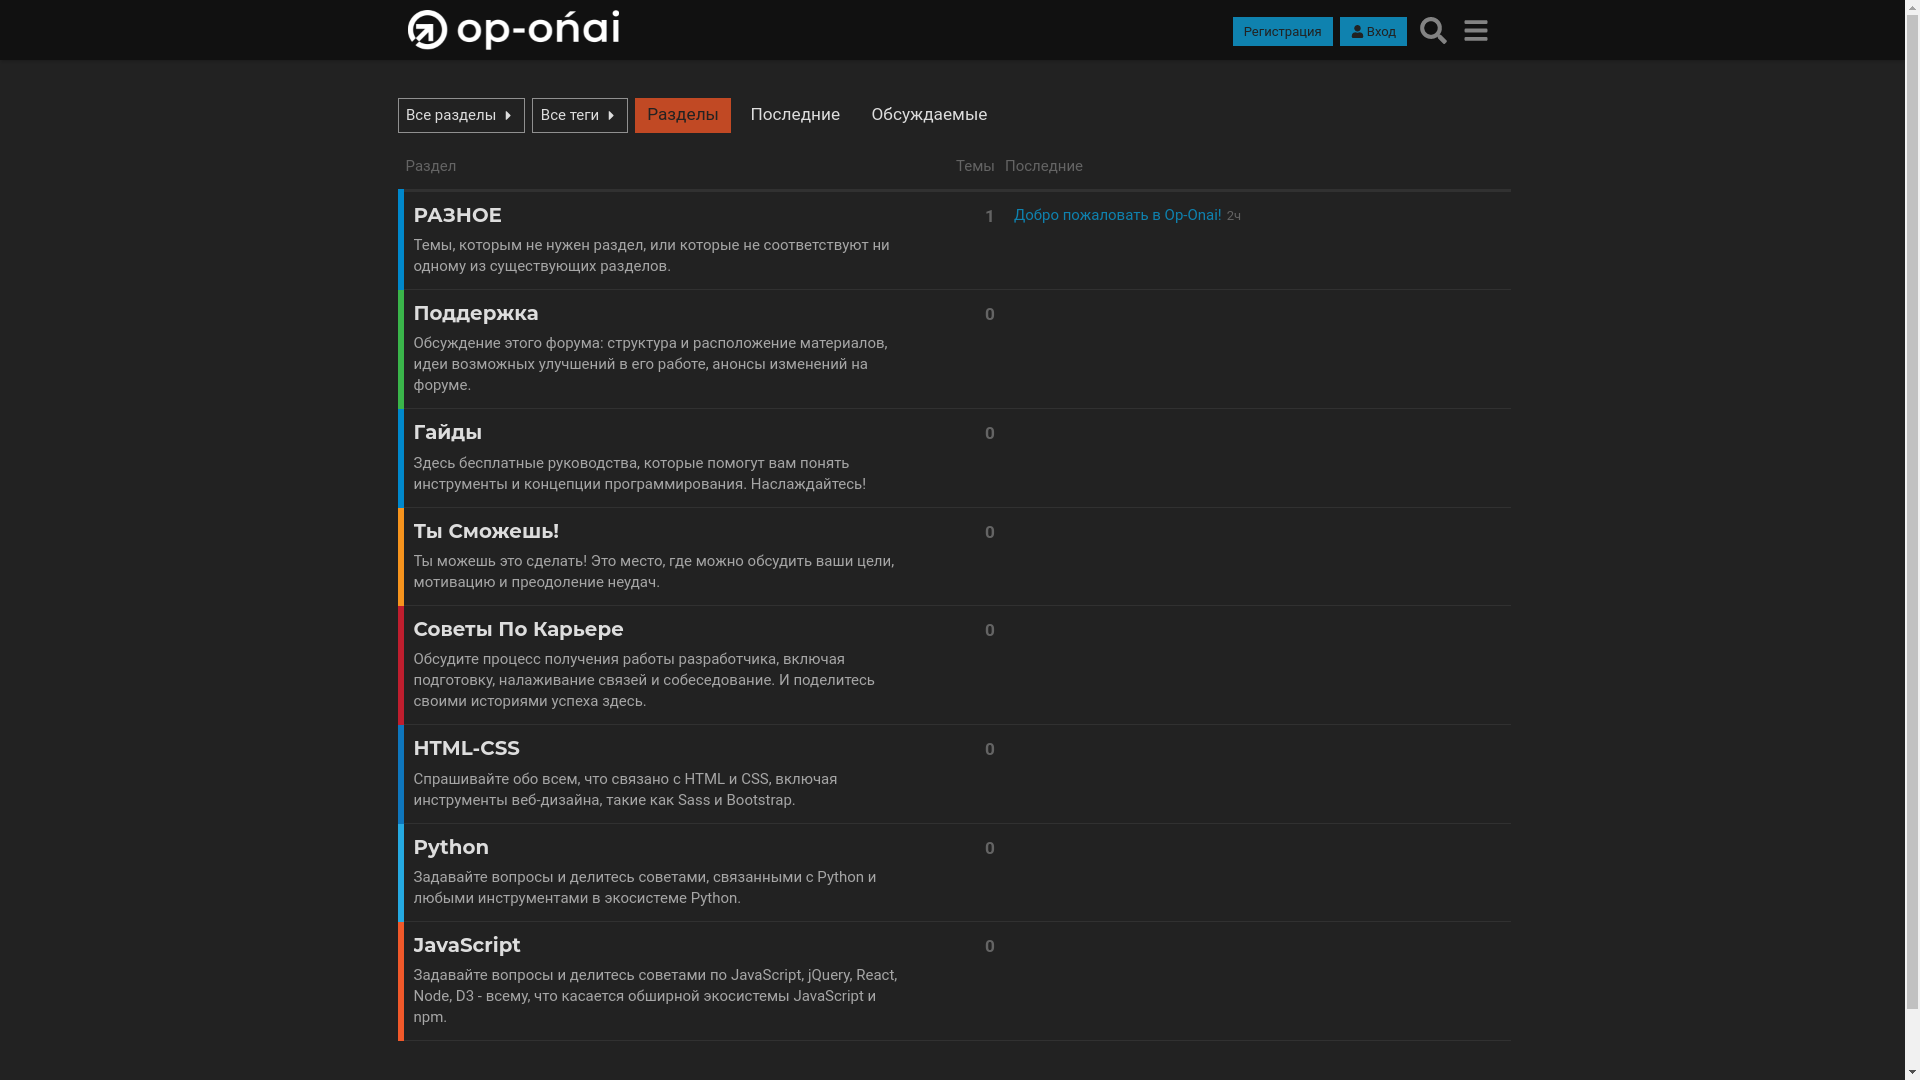 op-ońai
Регистрация
Вход
Все разделы
Все теги
Разделы
Последние
Обсуждаемые
Раздел
Темы
Последние
РАЗНОЕ
1
Добро пожаловать в Op-Onai! 2ч
Темы, которым не нужен раздел, или которые не соответствуют ни
одному из существующих разделов.
Поддержка
0
Обсуждение этого форума: структура и расположение материалов,
идеи возможных улучшений в его работе, анонсы изменений на
форуме.
Гайды
0
Здесь бесплатные руководства, которые помогут вам понять
инструменты и концепции программирования. Наслаждайтесь!
Ты Сможешь!
0
Ты можешь это сделать! Это место, где можно обсудить ваши цели,
мотивацию и преодоление неудач.
Советы По Карьере
0
Обсудите процесс получения работы разработчика, включая
подготовку, налаживание связей и собеседование. И поделитесь
своими историями успеха здесь.
HTML-CSS
0
Спрашивайте обо всем, что связано с HTML и CSS, включая
инструменты веб-дизайна, такие как Sass и Bootstrap.
Python
0
Задавайте вопросы и делитесь советами, связанными с Python и
любыми инструментами в экосистеме Python.
JavaScript
0
Задавайте вопросы и делитесь советами по JavaScript, jQuery, React,
Node, D3 - всему, что касается обширной экосистемы JavaScript и
npm.